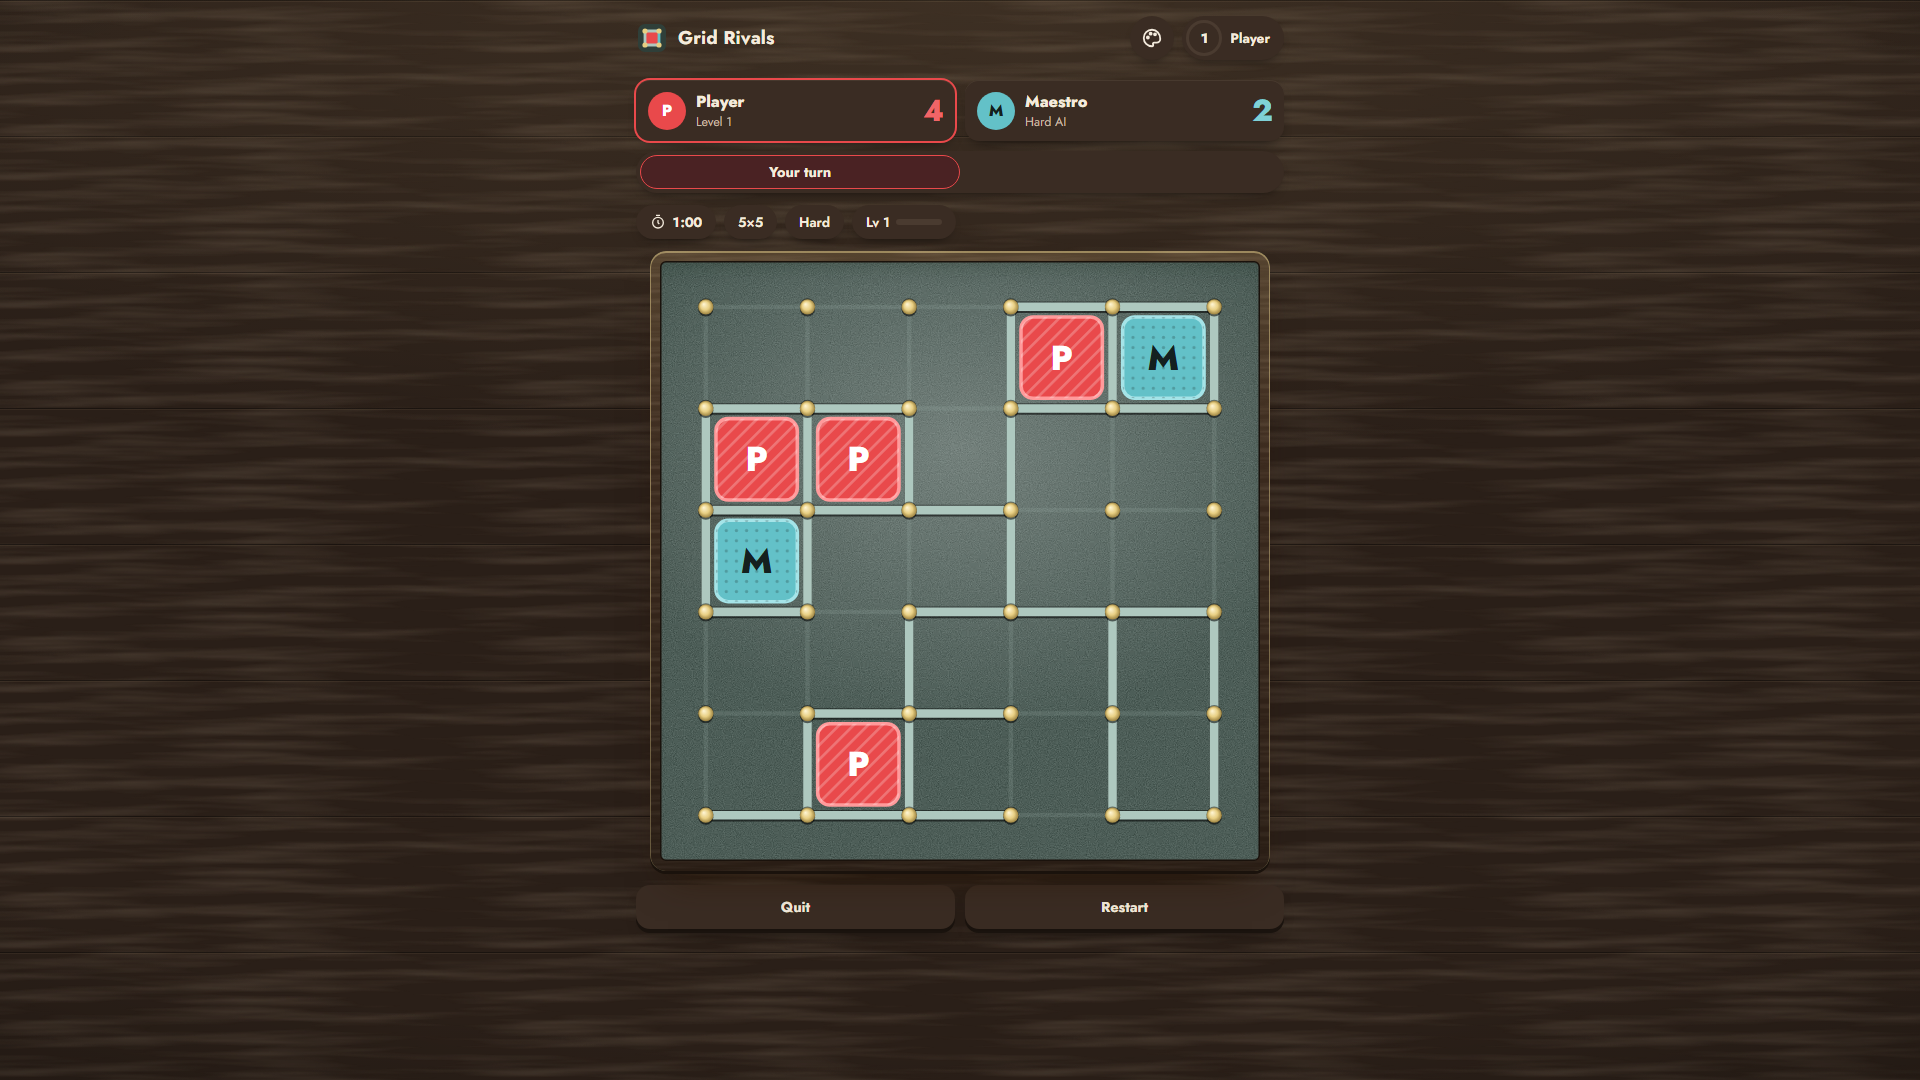 Grid Rivals
1 Player
P Player 4
Level 1
M Maestro 2
Hard AI
Your turn
1:00 5×5 Hard Lv 1
P M
P P
M
P
Quit Restart